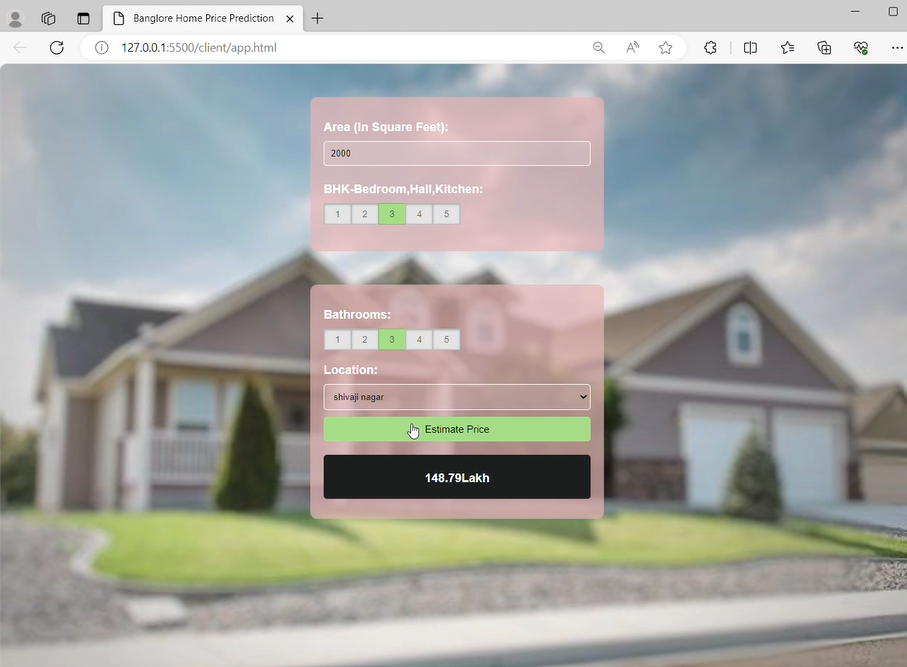 Banglore Home Price Prediction
127.0.0.1:5500/client/app.html
Area (In Square Feet):
2000
BHK-Bedroom,Hall,Kitchen:
1 2 3 4 5
Bathrooms:
1 2 3 4 5
Location:
shivaji nagar
Estimate Price
148.79Lakh